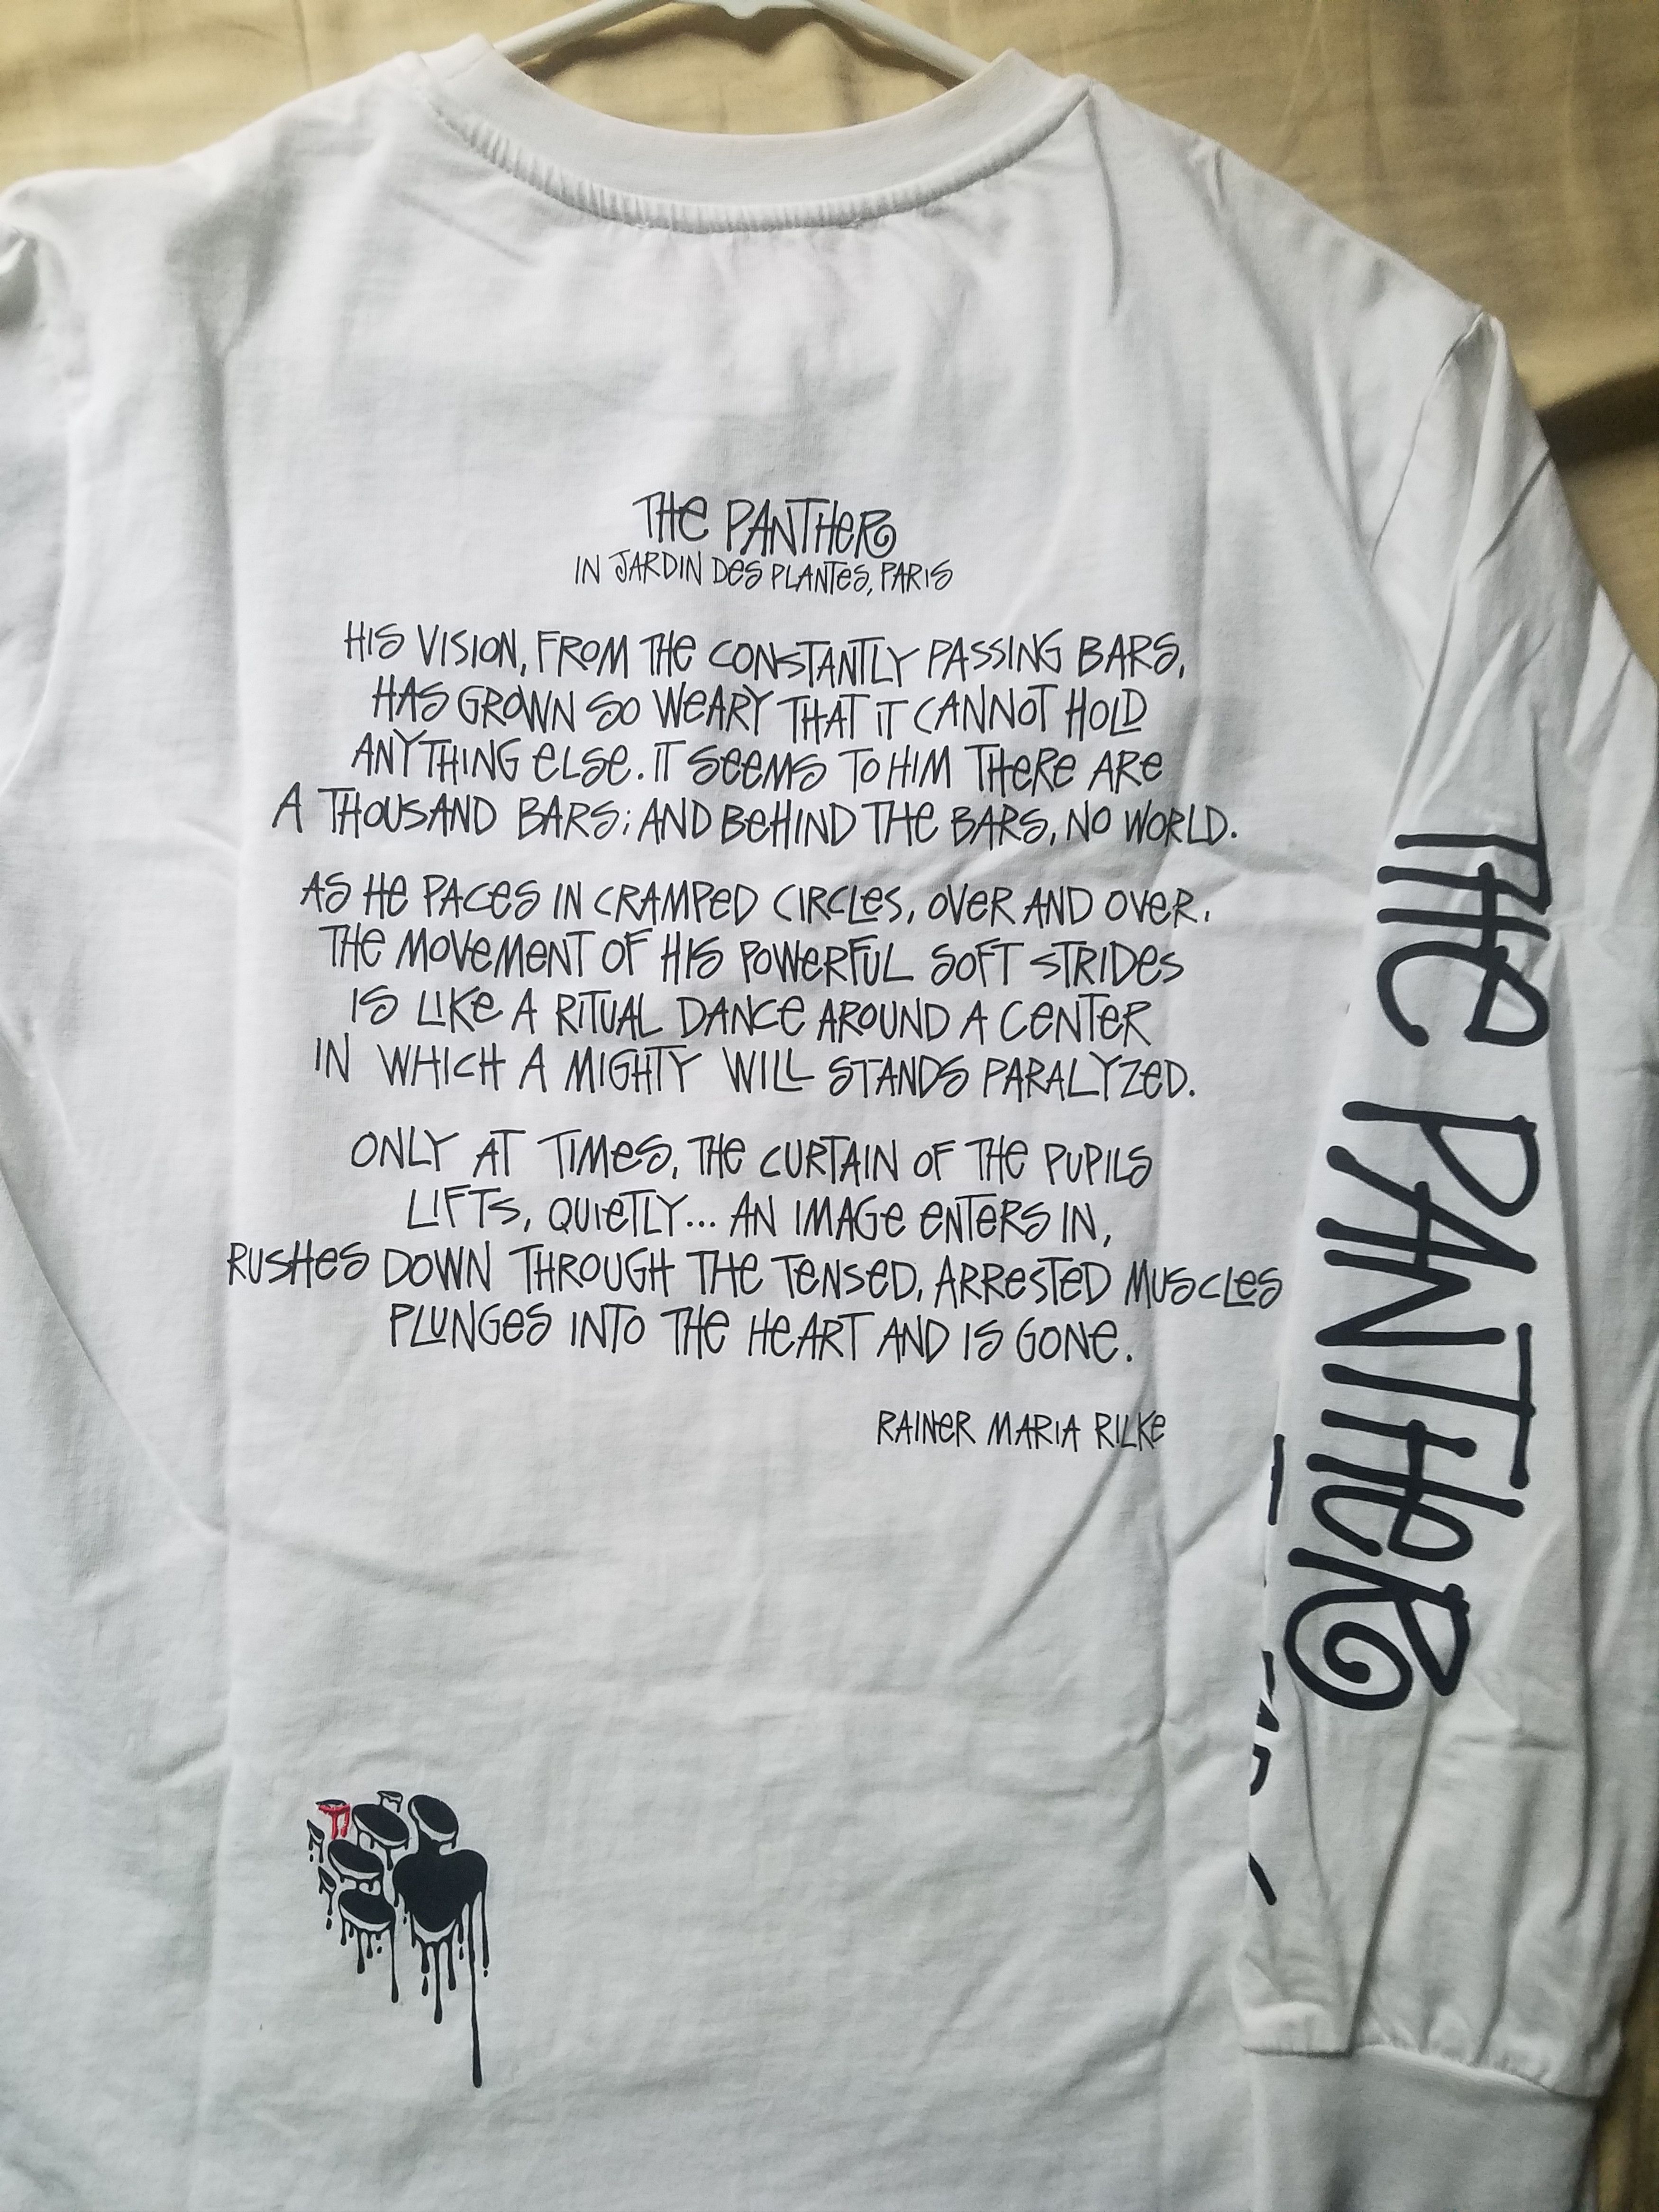 THE PANTHER
IN JARDIN DES PLANTES, PARIS
HIS VISION, FROM THE CONSTANTLY PASSING BARS,
HAS GROWN SO WEARY THAT IT CANNOT HOLD
ANYTHING ELSE. IT SEEMS TO HIM THERE ARE
A THOUSAND BARS; AND BEHIND THE BARS, NO WORLD.
AS HE PACES IN CRAMPED CIRCLES, OVER AND OVER,
THE MOVEMENT OF HIS POWERFUL SOFT STRIDES
IS LIKE A RITUAL DANCE AROUND A CENTER
IN WHICH A MIGHTY WILL STANDS PARALYZED.
ONLY AT TIMES, THE CURTAIN OF THE PUPILS
LIFTS, QUIETLY... AN IMAGE ENTERS IN,
RUSHES DOWN THROUGH THE TENSED, ARRESTED MUSCLES
PLUNGES INTO THE HEART AND IS GONE.
RAINER MARIA RILKE
THE PANTHER